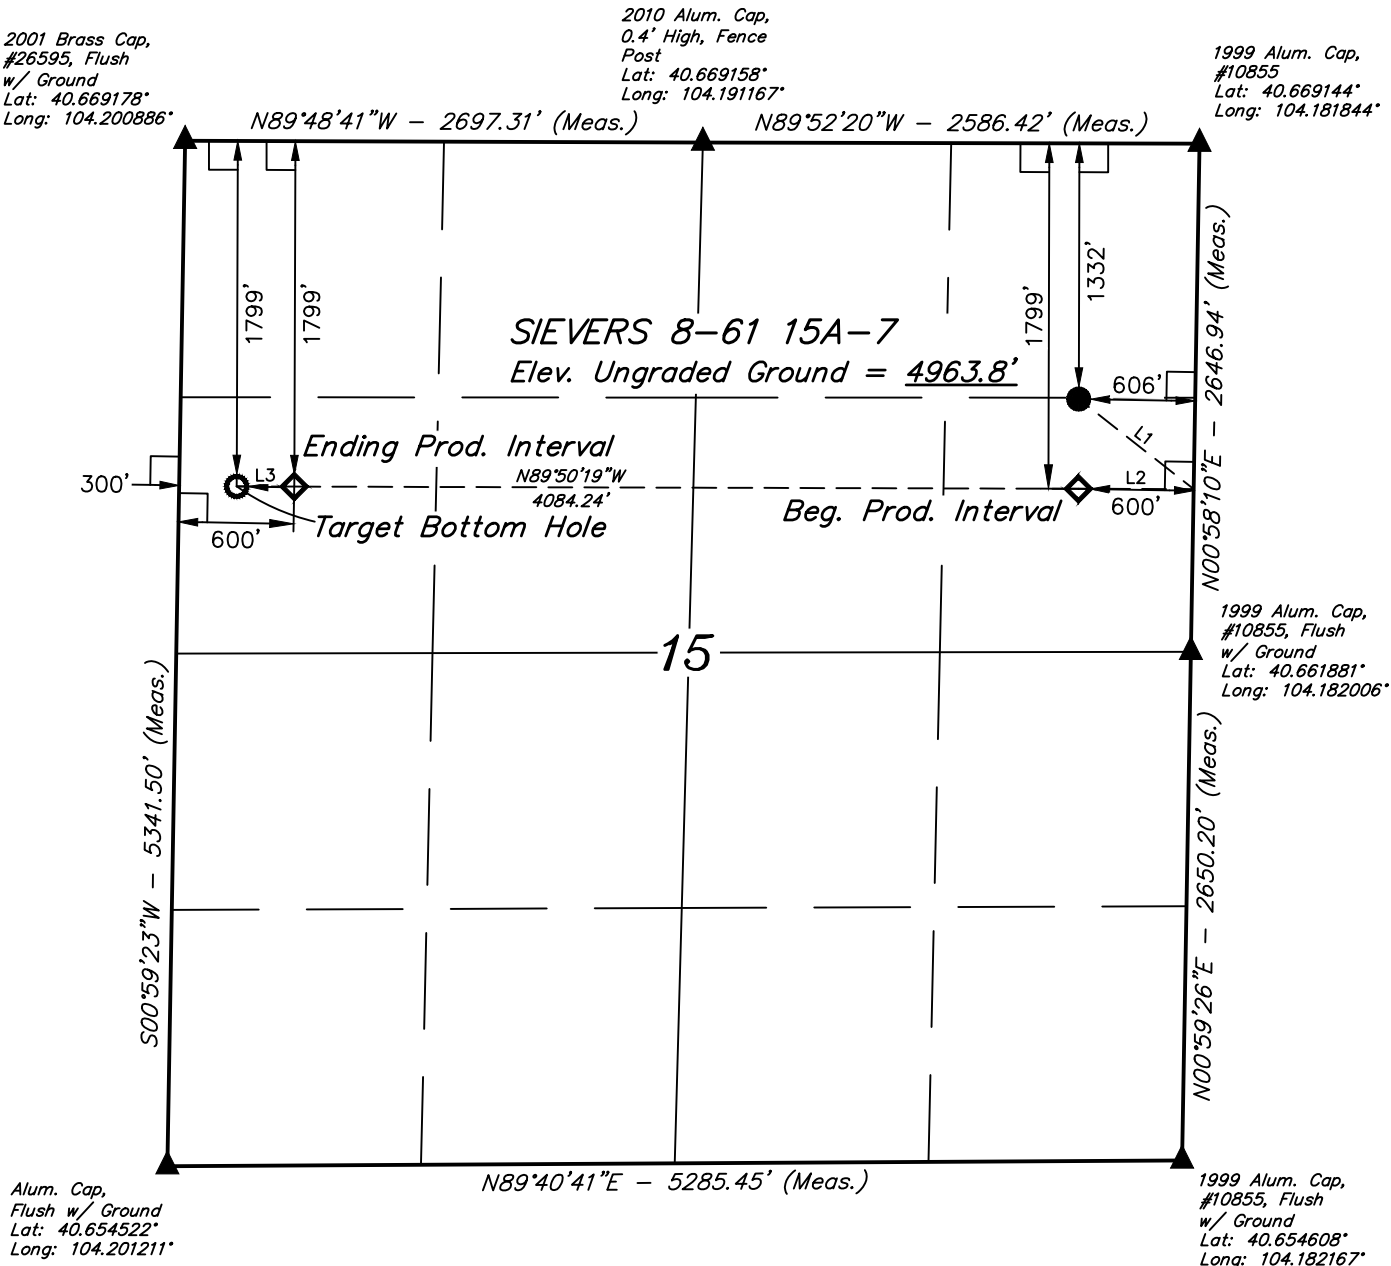 2010 Alum. Cap,
0.4' High, Fence
Post
Lat: 40.669158°
Long: 104.191167°
2001 Brass Cap,
#26595, Flush
w/ Ground
Lat: 40.669178°
Long: 104.200886°
1999 Alum. Cap,
#10855
Lat: 40.669144°
Long: 104.181844°
N89°48'41"W - 2697.31' (Meas.)
N89°52'20"W - 2586.42' (Meas.)
1799'
1799'
1799'
1332'
SIEVERS 8-61 15A-7
Elev. Ungraded Ground = 4963.8'
606'
N00°58'10"E - 2646.94' (Meas.)
L1
Ending Prod. Interval
L3
N89°50'19"W
4084.24'
L2
300'
600'
Beg. Prod. Interval
600'
Target Bottom Hole
15
1999 Alum. Cap,
#10855, Flush
w/ Ground
Lat: 40.661881°
Long: 104.182006°
S00°59'23"W - 5341.50' (Meas.)
N00°59'26"E - 2650.20' (Meas.)
N89°40'41"E - 5285.45' (Meas.)
Alum. Cap,
Flush w/ Ground
Lat: 40.654522°
Long: 104.201211°
1999 Alum. Cap,
#10855, Flush
w/ Ground
Lat: 40.654608°
Long: 104.182167°